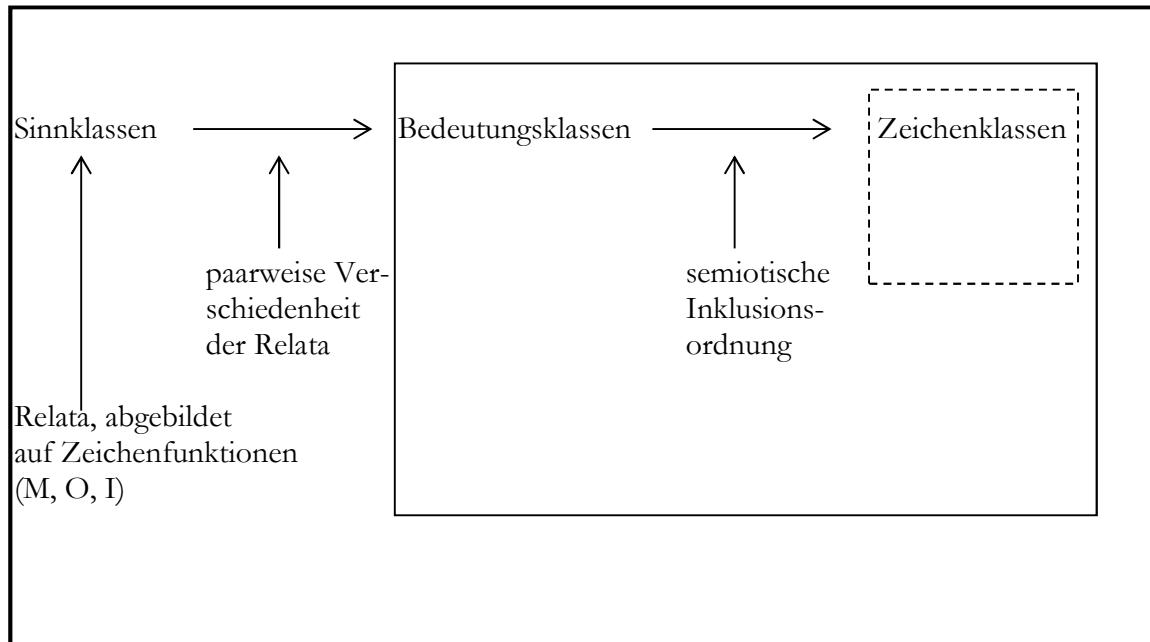 Sinnklassen
Bedeutungsklassen
Zeichenklassen
paarweise Ver-
schiedenheit
der Relata
semiotische
Inklusions-
ordnung
Relata, abgebildet
auf Zeichenfunktionen
(M, O, I)